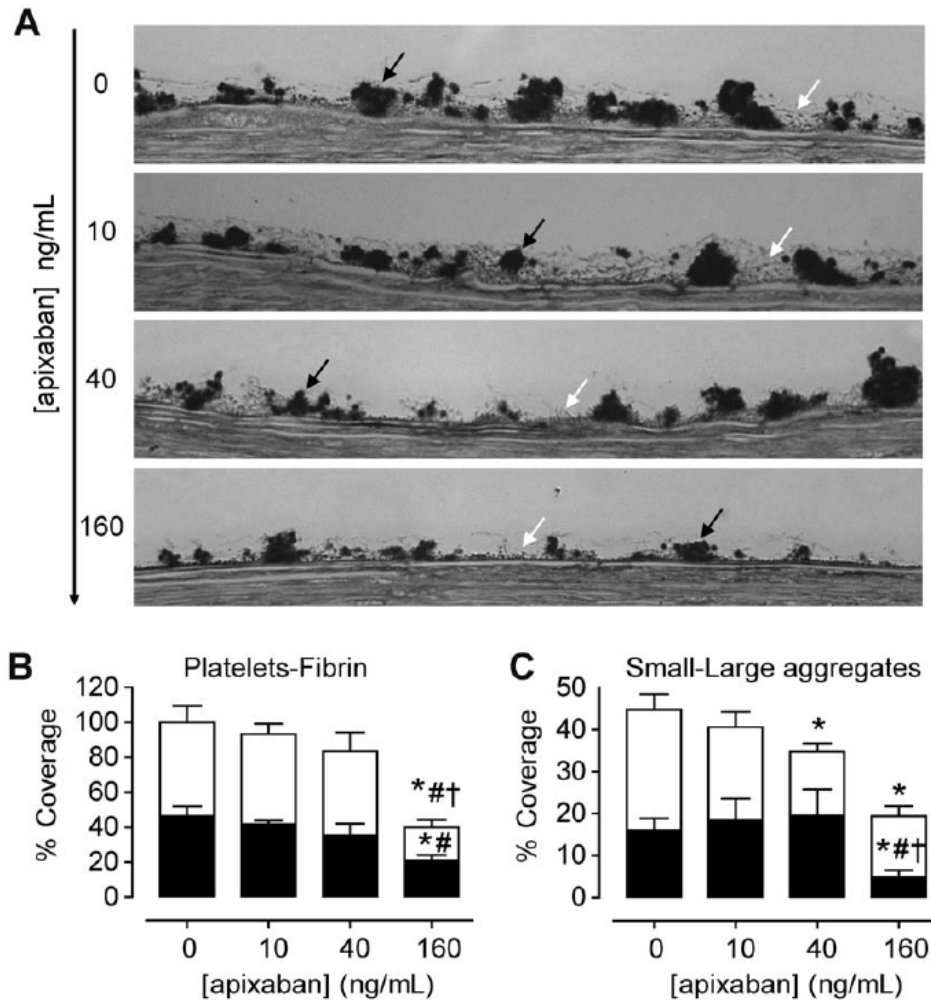 A
0
10
40
160
[apixaban] ng/mL
B
Platelets-Fibrin
% Coverage
120
100
80
60
40
20
0
*#†
*#
0 10 40 160
[apixaban] (ng/mL)
C
Small-Large aggregates
% Coverage
50
40
30
20
10
0
*
*
*#†
0 10 40 160
[apixaban] (ng/mL)